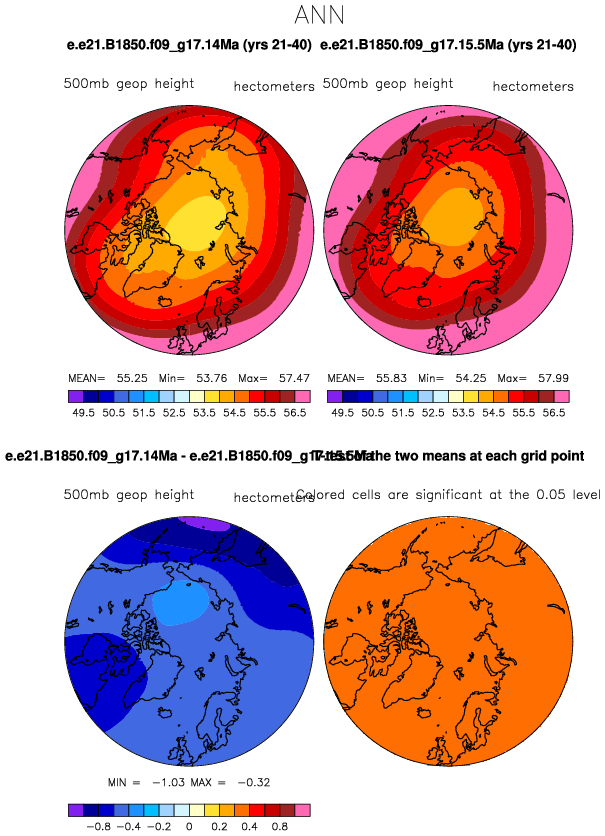 ANN
e.e21.B1850.f09_g17.14Ma (yrs 21-40) e.e21.B1850.f09_g17.15.5Ma (yrs 21-40)
500mb geop height hectometers 500mb geop height hectometers
MEAN= 55.25 Min= 53.76 Max= 57.47 MEAN= 55.83 Min= 54.25 Max= 57.99
49.5 50.5 51.5 52.5 53.5 54.5 55.5 56.5 49.5 50.5 51.5 52.5 53.5 54.5 55.5 56.5
e.e21.B1850.f09_g17.14Ma - e.e21.B1850.f09_g17.15.5Ma T-test of the two means at each grid point
500mb geop height hectometers Colored cells are significant at the 0.05 level
MIN = -1.03 MAX = -0.32
-0.8 -0.4 -0.2 0 0.2 0.4 0.8